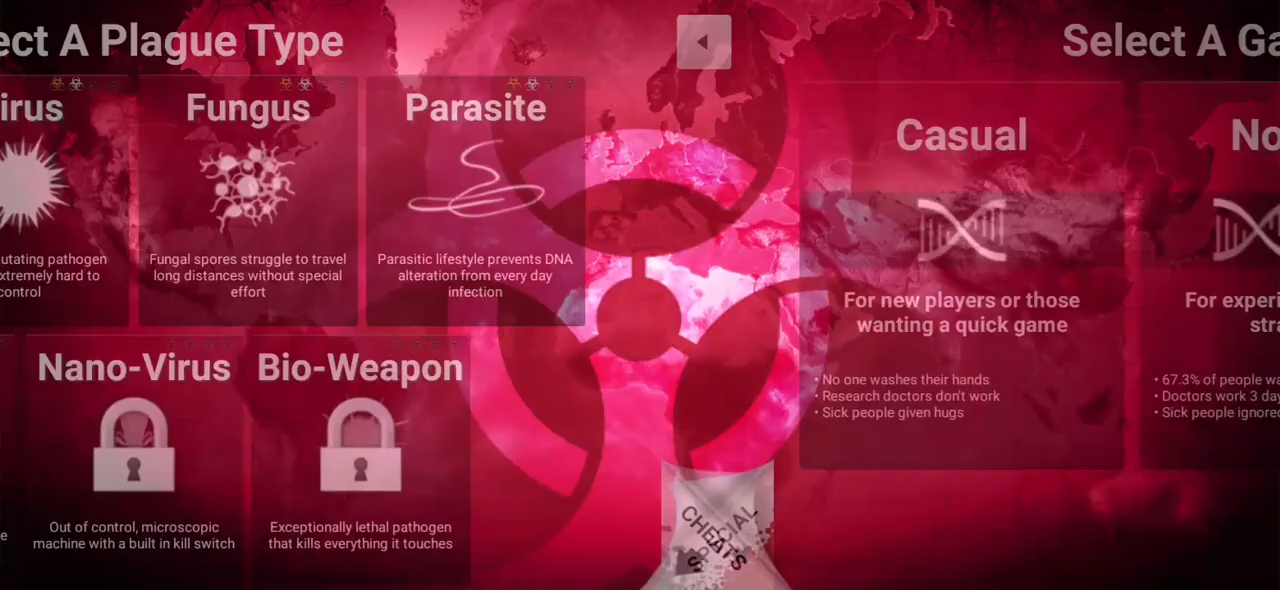 ect A Plague Type
Select A Ga
irus
Fungus
Parasite
utating pathogen
xtremely hard to
control
Fungal spores struggle to travel
long distances without special
effort
Parasitic lifestyle prevents DNA
alteration from every day
infection
Nano-Virus
Bio-Weapon
Out of control, microscopic
machine with a built in kill switch
Exceptionally lethal pathogen
that kills everything it touches
e
Casual
For new players or those
wanting a quick game
• No one washes their hands
• Research doctors don't work
• Sick people given hugs
No
For experi
stra
• 67.3% of people wa
• Doctors work 3 day
• Sick people ignore
CHEATS